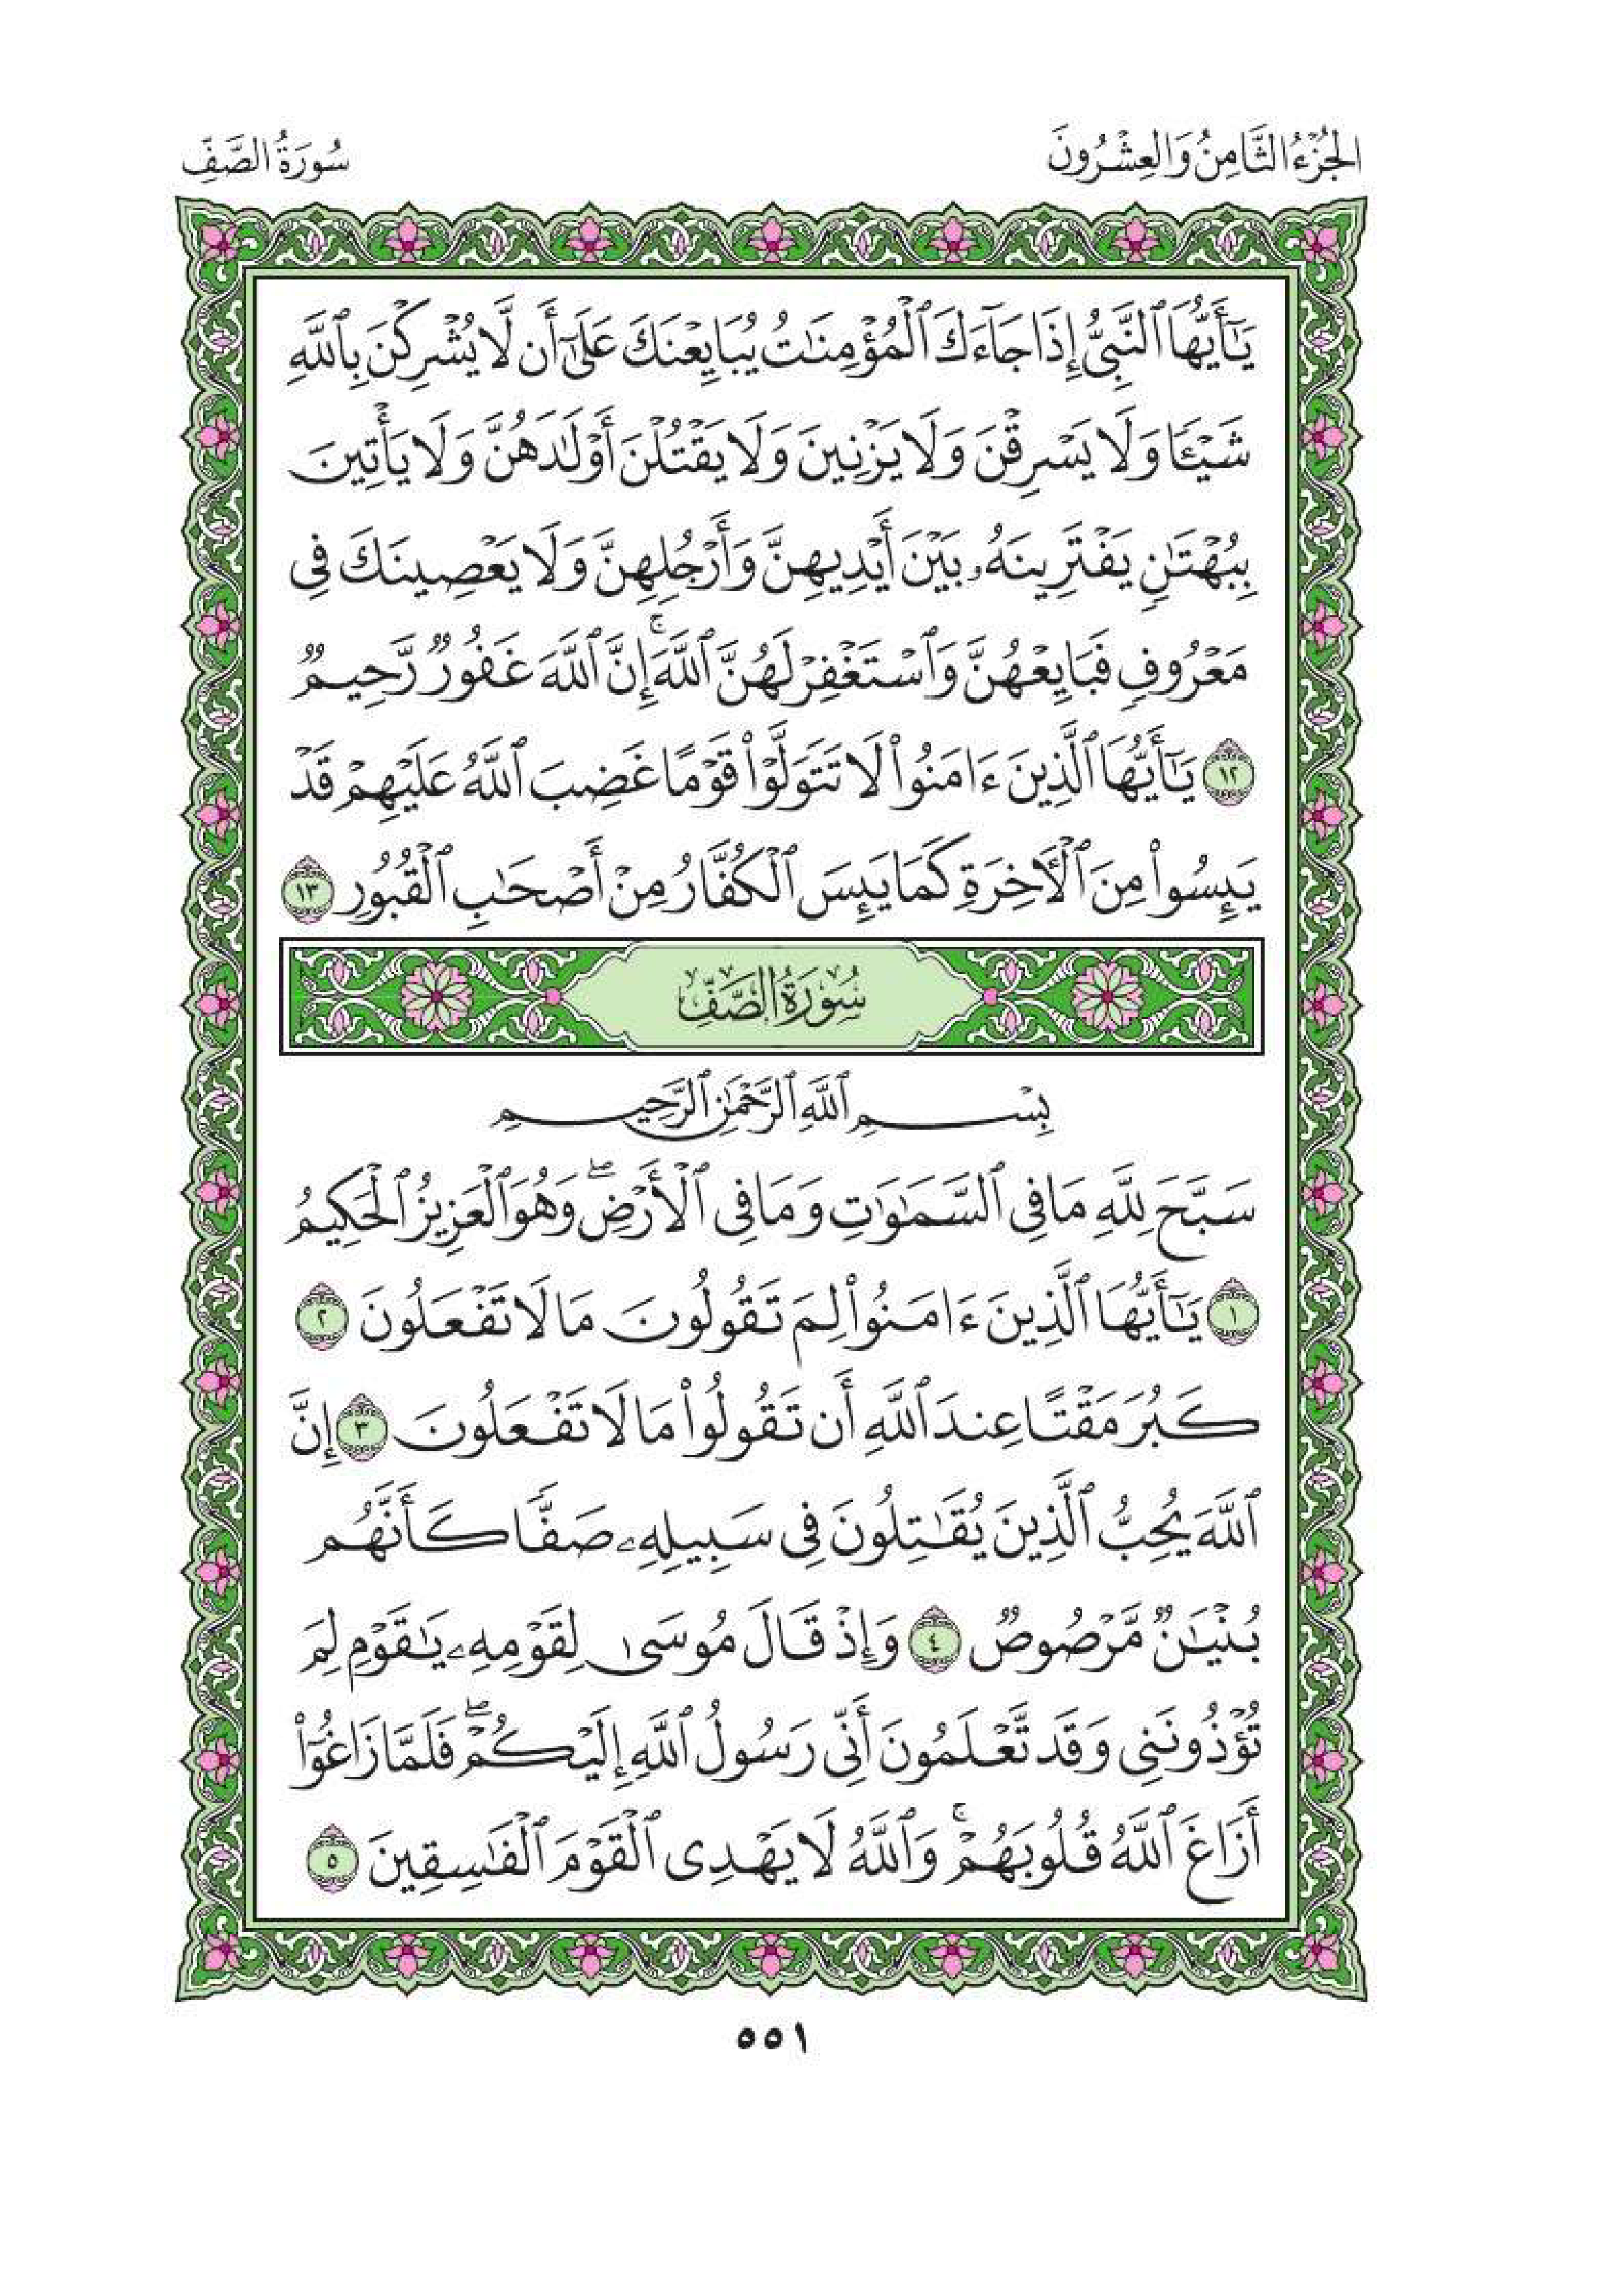 الجُزْءُ الثَّامِنُ وَالعِشْرُونَ
سُورَةُ الصَّفِّ
يَٰٓأَيُّهَا ٱلنَّبِىُّ إِذَا جَآءَكَ ٱلْمُؤْمِنَٰتُ يُبَايِعْنَكَ عَلَىٰٓ أَن لَّا يُشْرِكْنَ بِٱللَّهِ
شَيْـًٔا وَلَا يَسْرِقْنَ وَلَا يَزْنِينَ وَلَا يَقْتُلْنَ أَوْلَٰدَهُنَّ وَلَا يَأْتِينَ
بِبُهْتَٰنٍ يَفْتَرِينَهُۥ بَيْنَ أَيْدِيهِنَّ وَأَرْجُلِهِنَّ وَلَا يَعْصِينَكَ فِى
مَعْرُوفٍ فَبَايِعْهُنَّ وَٱسْتَغْفِرْ لَهُنَّ ٱللَّهَ ۚ إِنَّ ٱللَّهَ غَفُورٌ رَّحِيمٌ
١٢ يَٰٓأَيُّهَا ٱلَّذِينَ ءَامَنُوا۟ لَا تَتَوَلَّوْا۟ قَوْمًا غَضِبَ ٱللَّهُ عَلَيْهِمْ قَدْ
يَئِسُوا۟ مِنَ ٱلْءَاخِرَةِ كَمَا يَئِسَ ٱلْكُفَّارُ مِنْ أَصْحَٰبِ ٱلْقُبُورِ ١٣
سُورَةُ الصَّفِّ
بِسْمِ ٱللَّهِ ٱلرَّحْمَٰنِ ٱلرَّحِيمِ
سَبَّحَ لِلَّهِ مَا فِى ٱلسَّمَٰوَٰتِ وَمَا فِى ٱلْأَرْضِ ۖ وَهُوَ ٱلْعَزِيزُ ٱلْحَكِيمُ
١ يَٰٓأَيُّهَا ٱلَّذِينَ ءَامَنُوا۟ لِمَ تَقُولُونَ مَا لَا تَفْعَلُونَ ٢
كَبُرَ مَقْتًا عِندَ ٱللَّهِ أَن تَقُولُوا۟ مَا لَا تَفْعَلُونَ ٣ إِنَّ
ٱللَّهَ يُحِبُّ ٱلَّذِينَ يُقَٰتِلُونَ فِى سَبِيلِهِۦ صَفًّا كَأَنَّهُم
بُنْيَٰنٌ مَّرْصُوصٌ ٤ وَإِذْ قَالَ مُوسَىٰ لِقَوْمِهِۦ يَٰقَوْمِ لِمَ
تُؤْذُونَنِى وَقَد تَّعْلَمُونَ أَنِّى رَسُولُ ٱللَّهِ إِلَيْكُمْ ۖ فَلَمَّا زَاغُوٓا۟
أَزَاغَ ٱللَّهُ قُلُوبَهُمْ ۚ وَٱللَّهُ لَا يَهْدِى ٱلْقَوْمَ ٱلْفَٰسِقِينَ ٥
٥٥١